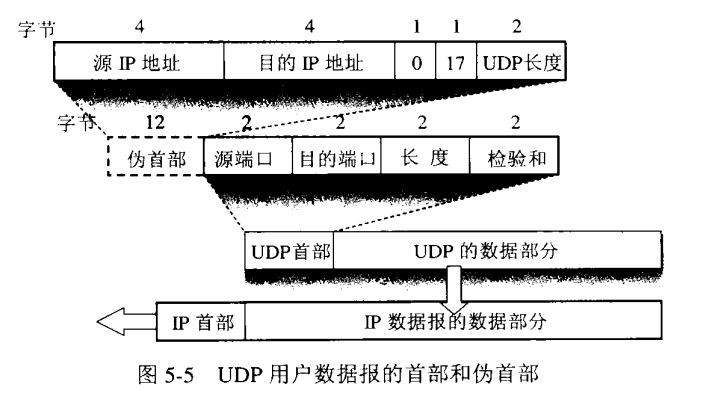 字节 4 4 1 1 2
源 IP 地址 目的 IP 地址 0 17 UDP长度
字节 12 2 2 2 2
伪首部 源端口 目的端口 长 度 检验和
UDP首部 UDP 的数据部分
IP 首部 IP 数据报的数据部分
图 5-5 UDP 用户数据报的首部和伪首部